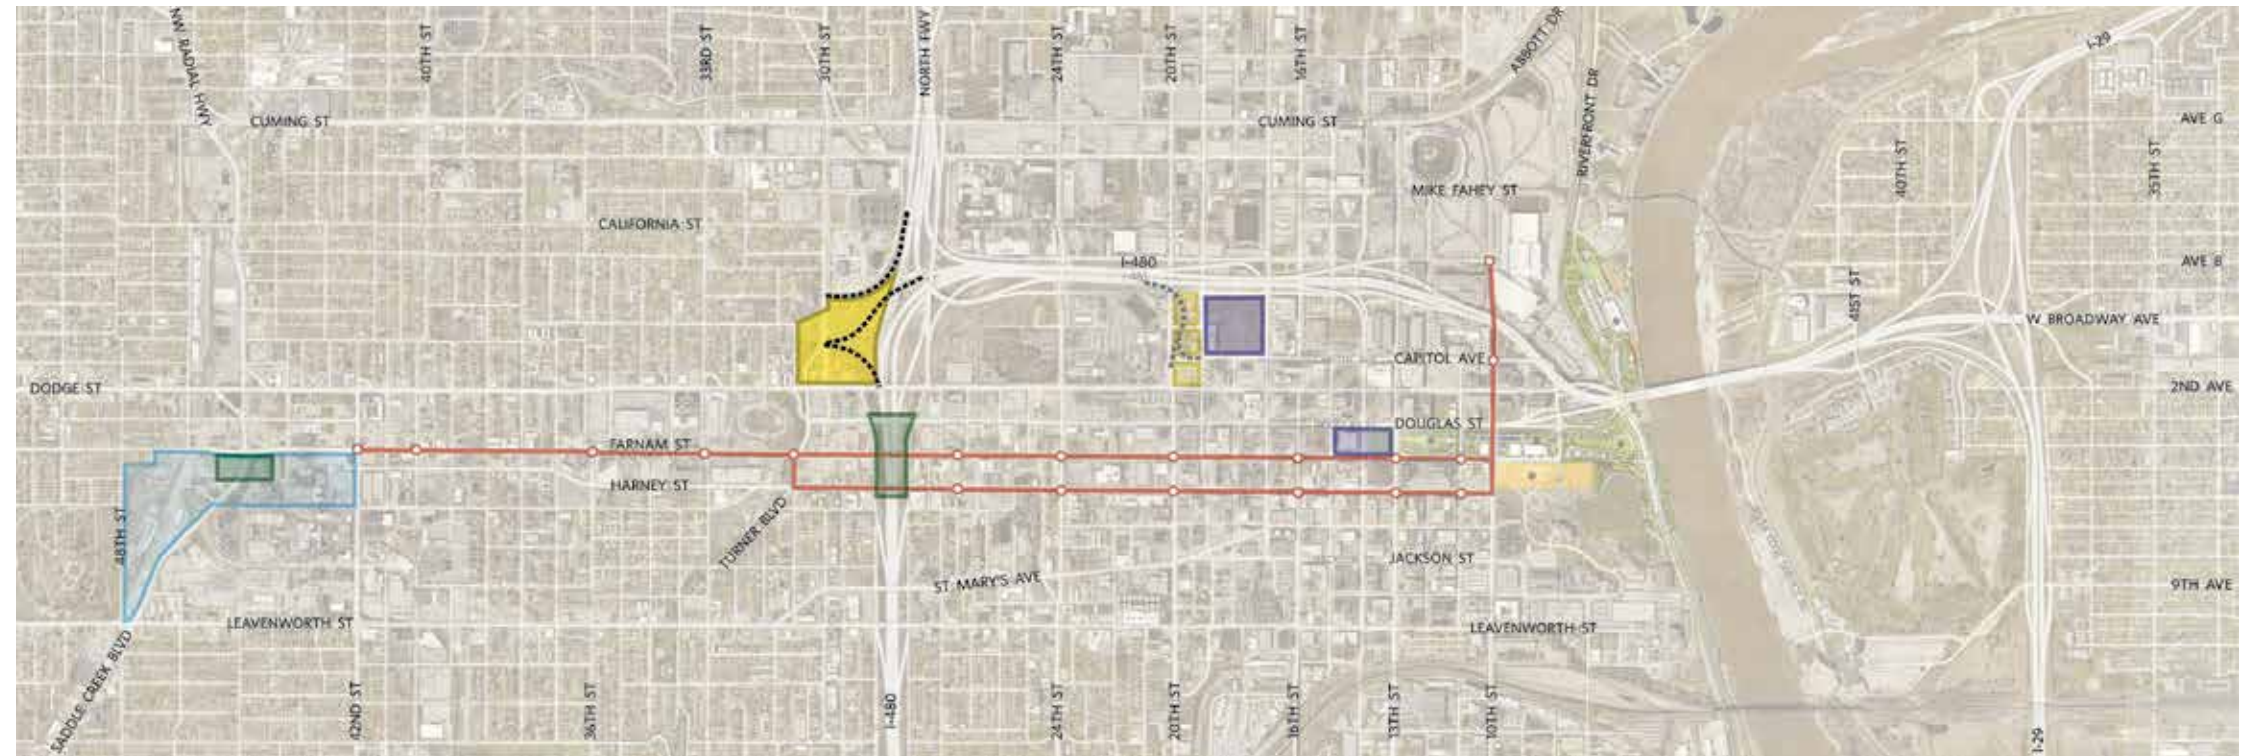 NW RADIAL HWY
40TH ST
33RD ST
30TH ST
NORTH FWY
24TH ST
20TH ST
16TH ST
ABBOTT DR
RIVERFRONT DR
I-29
CUMING ST
CUMING ST
AVE G
40TH ST
35TH ST
MIKE FAHEY ST
CALIFORNIA ST
I-480
AVE B
41ST ST
W BROADWAY AVE
CAPITOL AVE
DODGE ST
2ND AVE
DOUGLAS ST
FARNAM ST
HARNEY ST
48TH ST
TURNER BLVD
JACKSON ST
ST MARY'S AVE
9TH AVE
LEAVENWORTH ST
LEAVENWORTH ST
SADDLE CREEK BLVD
42ND ST
36TH ST
I-480
24TH ST
20TH ST
16TH ST
13TH ST
10TH ST
I-29